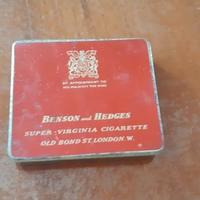 BY APPOINTMENT TO
HIS MAJESTY THE KING
BENSON and HEDGES
SUPER-VIRGINIA CIGARETTE
OLD BOND ST. LONDON. W.